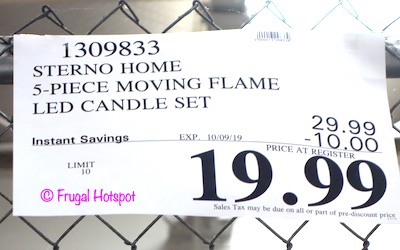 1309833
STERNO HOME
5-PIECE MOVING FLAME
LED CANDLE SET
29.99
Instant Savings EXP. 10/09/19 -10.00
PRICE AT REGISTER
LIMIT
10
19.99
© Frugal Hotspot
Sales Tax may be due on all or part of pre-discount price